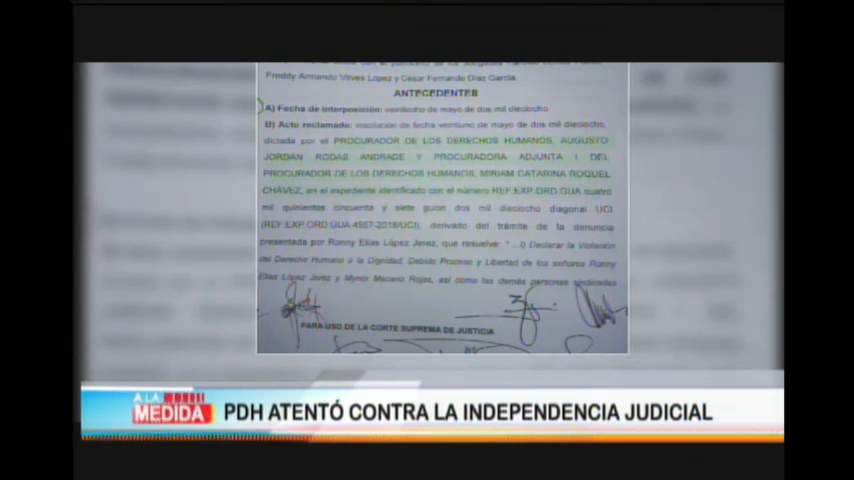 Freddy Armando Virves López y César Fernando Díaz García.
ANTECEDENTES
A) Fecha de interposición: veintiocho de mayo de dos mil dieciocho.
B) Acto reclamado: resolución de fecha veintiuno de mayo de dos mil dieciocho,
dictada por el PROCURADOR DE LOS DERECHOS HUMANOS, AUGUSTO
JORDAN RODAS ANDRADE Y PROCURADORA ADJUNTA I DEL
PROCURADOR DE LOS DERECHOS HUMANOS, MIRIAM CATARINA ROQUEL
CHÁVEZ, en el expediente identificado con el número REF.EXP.ORD.GUA cuatro
mil quinientos cincuenta y siete guion dos mil dieciocho diagonal UCI
(REF.EXP.ORD.GUA.4557-2018/UCI), derivado del trámite de la denuncia
presentada por Ronny Elías López Jerez, que resuelve: "...I) Declarar la Violación
del Derecho Humano a la Dignidad, Debido Proceso y Libertad de los señores Ronny
Elías López Jerez y Mynor Mauricio Rojas, así como las demás personas sindicadas
PARA USO DE LA CORTE SUPREMA DE JUSTICIA
A LA
MEDIDA
PDH ATENTÓ CONTRA LA INDEPENDENCIA JUDICIAL